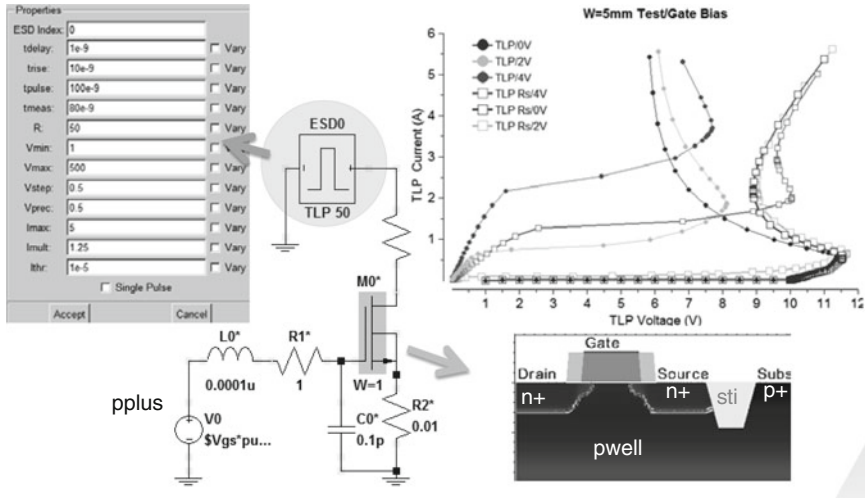 Properties
ESD Index: 0
tdelay: 1e-9 Vary
trise: 10e-9 Vary
tpulse: 100e-9 Vary
tmeas: 80e-9 Vary
R: 50 Vary
Vmin: 1
Vmax: 500 Vary
Vstep: 0.5 Vary
Vprec: 0.5 Vary
Imax: 5 Vary
Imult: 1.25 Vary
Ithr: 1e-5 Vary
Single Pulse
Accept Cancel
ESD0
TLP 50
M0*
W=1
L0*
0.0001u
R1*
1
pplus
V0
$Vgs*pu...
C0*
0.1p
R2*
0.01
W=5mm Test/Gate Bias
TLP/0V
TLP/2V
TLP/4V
TLP Rs/4V
TLP Rs/0V
TLP Rs/2V
TLP Current (A)
6
5
4
3
2
1
1 2 3 4 5 6 7 8 9 10 11 12
TLP Voltage (V)
Gate
Drain Source Subs
n+ n+ sti p+
pwell